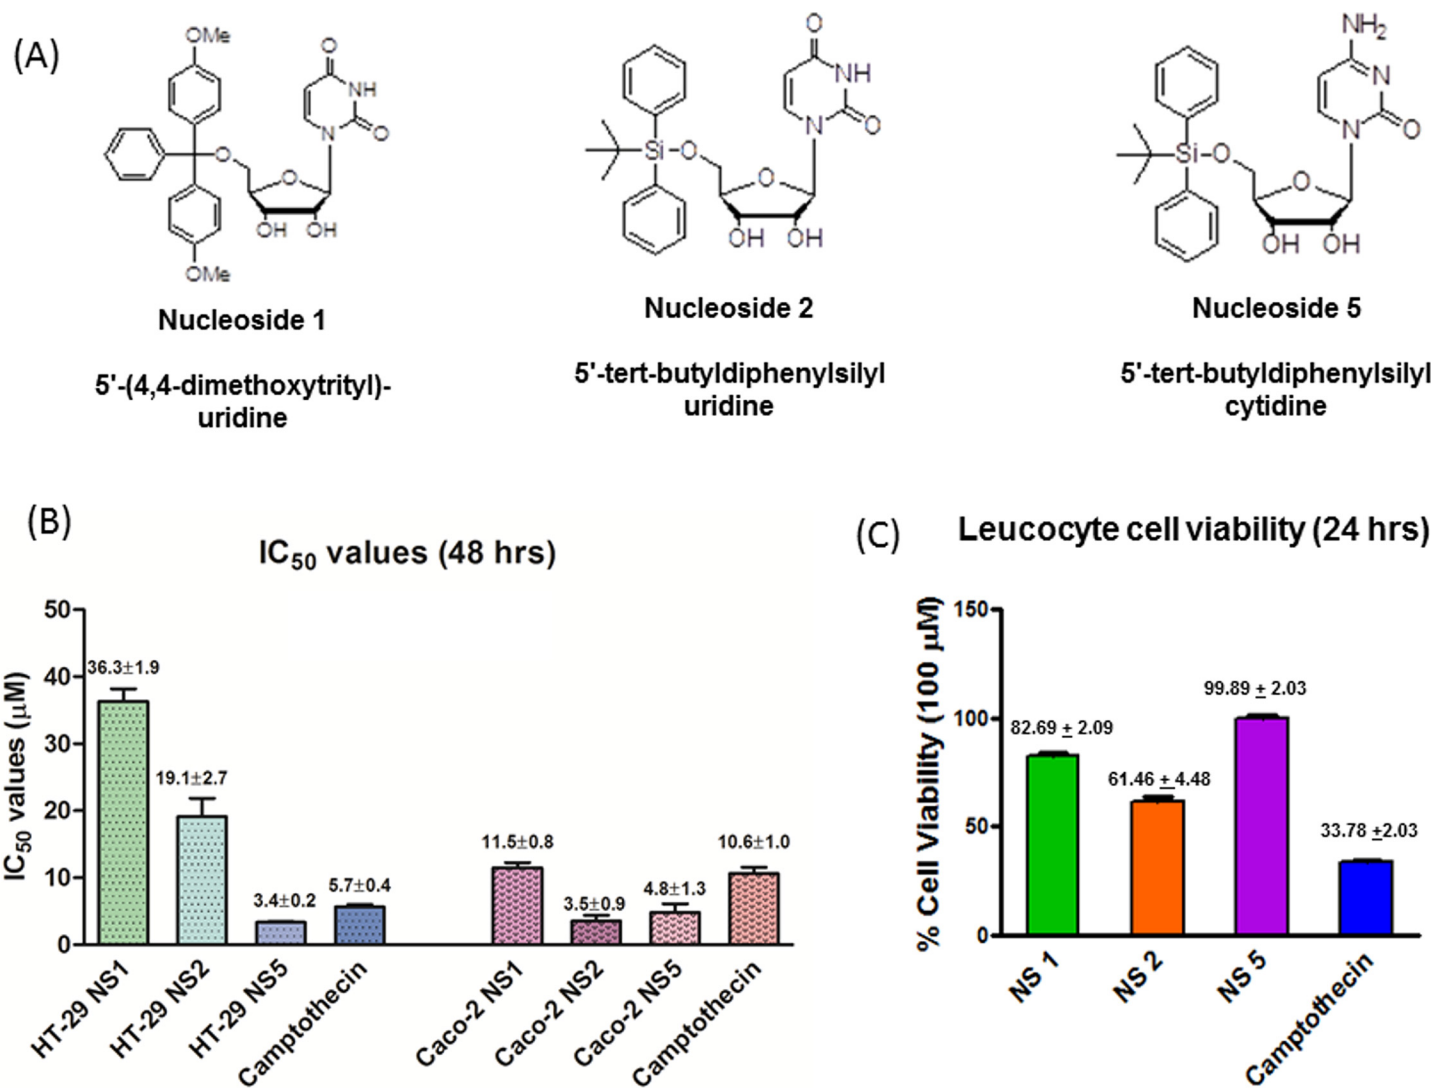 (A)
OMe
OMe
O
O
NH
N
O
OH OH
O
Nucleoside 1
5'-(4,4-dimethoxytrityl)-
uridine
O
NH
N
O
Si
O
O
OH OH
Nucleoside 2
5'-tert-butyldiphenylsilyl
uridine
NH2
N
N
O
Si
O
O
OH OH
Nucleoside 5
5'-tert-butyldiphenylsilyl
cytidine
(B)
IC50 values (48 hrs)
IC50 values (μM)
50
40
30
20
10
0
36.3±1.9
19.1±2.7
3.4±0.2
5.7±0.4
11.5±0.8
3.5±0.9
4.8±1.3
10.6±1.0
HT-29 NS1
HT-29 NS2
HT-29 NS5
Camptothecin
Caco-2 NS1
Caco-2 NS2
Caco-2 NS5
Camptothecin
(C)
Leucocyte cell viability (24 hrs)
% Cell Viability (100 μM)
150
100
50
0
82.69 ± 2.09
61.46 ± 4.48
99.89 ± 2.03
33.78 ±2.03
NS 1
NS 2
NS 5
Camptothecin